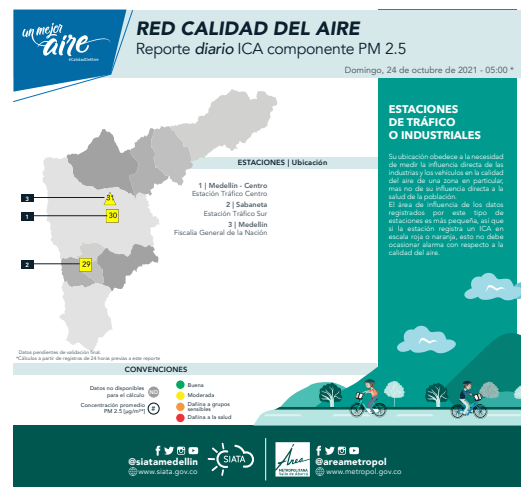 un mejor
aire
#CalidadDelAire
RED CALIDAD DEL AIRE
Reporte diario ICA componente PM 2.5
Domingo, 24 de octubre de 2021 - 05:00 *
ESTACIONES | Ubicación
1 | Medellín - Centro
Estación Tráfico Centro
2 | Sabaneta
Estación Tráfico Sur
3 | Medellín
Fiscalía General de la Nación
3
31
1
30
2
29
Datos pendientes de validación final.
*Cálculos a partir de registros de 24 horas previas a este reporte
ESTACIONES
DE TRÁFICO
O INDUSTRIALES
Su ubicación obedece a la necesidad
de medir la influencia directa de las
industrias y los vehículos en la calidad
del aire de una zona en particular,
mas no de su influencia directa a la
salud de la población.
El área de influencia de los datos
registrados por este tipo de
estaciones es más pequeña, así que
si la estación registra un ICA en
escala roja o naranja, esto no debe
ocasionar alarma con respecto a la
calidad del aire.
CONVENCIONES
Datos no disponibles
para el cálculo
Concentración promedio
PM 2.5 [µg/m³]
#
Buena
Moderada
Dañina a grupos
sensibles
Dañina a la salud
@siatamedellin
www.siata.gov.co
SIATA
Área
METROPOLITANA
Valle de Aburrá
@areametropol
www.metropol.gov.co